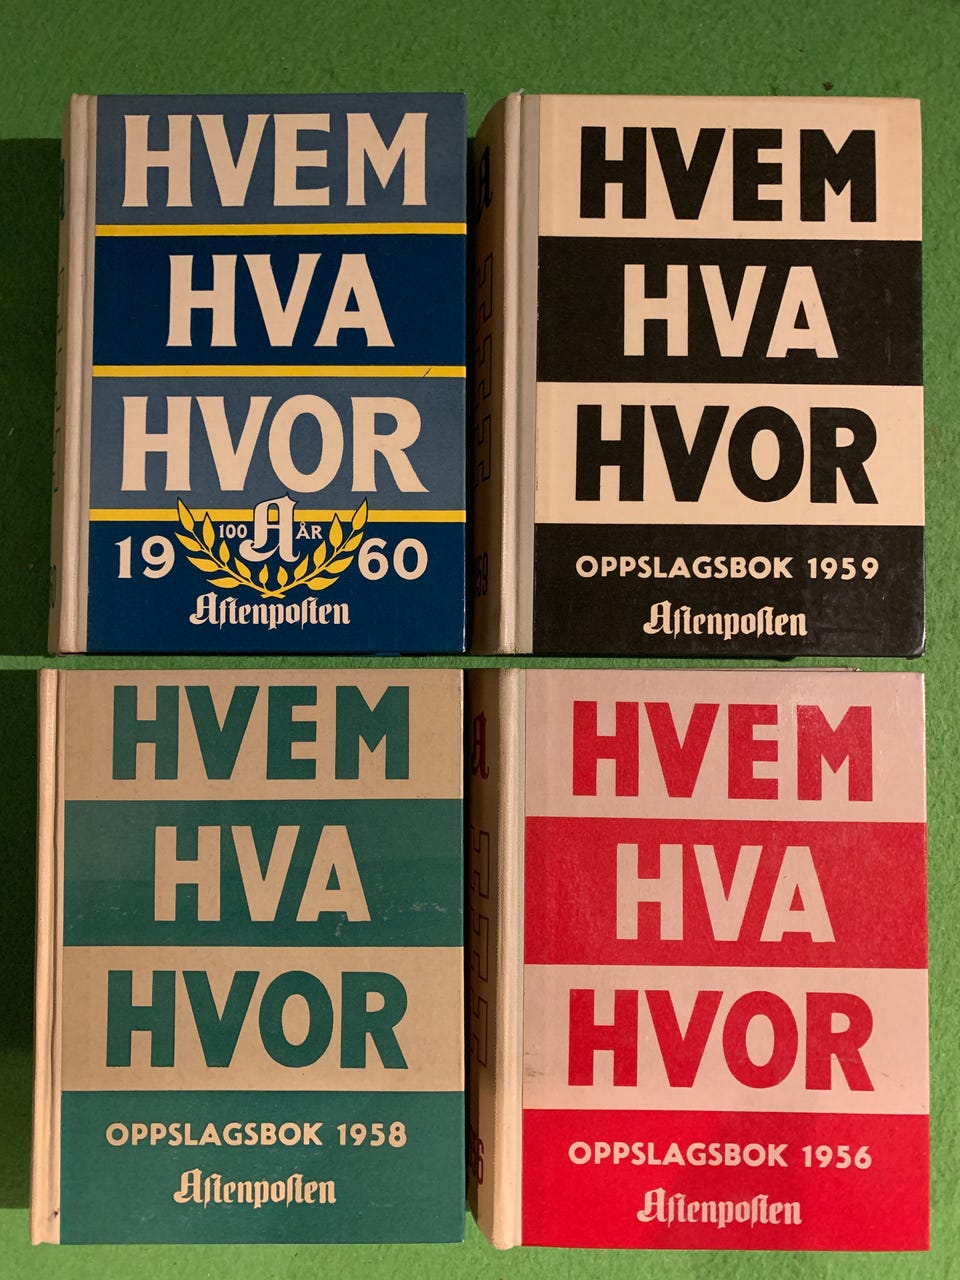 HVEM
HVA
HVOR
100 A ÅR
19 60
Aftenposten
HVEM
HVA
HVOR
OPPSLAGSBOK 1959
Aftenposten
HVEM
HVA
HVOR
OPPSLAGSBOK 1958
Aftenposten
HVEM
HVA
HVOR
OPPSLAGSBOK 1956
Aftenposten